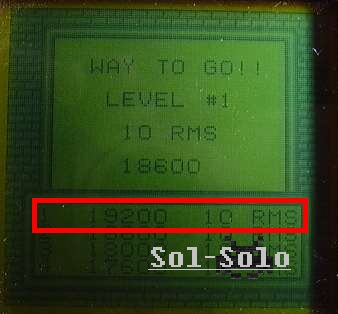 WAY TO GO!!
LEVEL #1
10 RMS
18600
1 19200 10 RMS
Sol-Solo